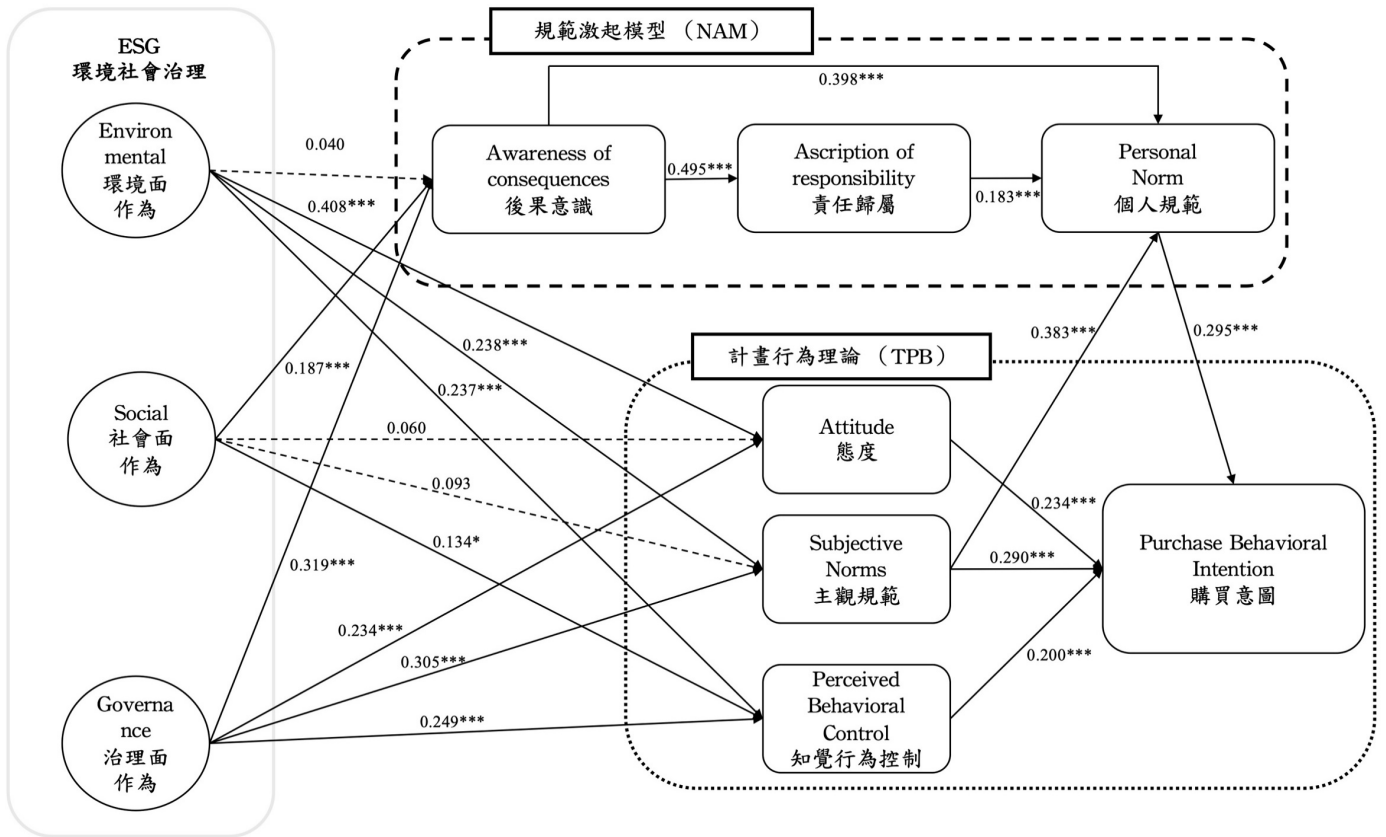 ESG
環境社會治理
規範激起模型 （NAM）
0.398***
Environ
mental
環境面
作為
0.040
0.408***
Awareness of
consequences
後果意識
0.495***
Ascription of
responsibility
責任歸屬
0.183***
Personal
Norm
個人規範
0.238***
0.237***
0.187***
0.383***
0.295***
計畫行為理論 （TPB）
Social
社會面
作為
0.060
0.093
0.134*
0.319***
Attitude
態度
0.234***
Subjective
Norms
主觀規範
0.290***
Purchase Behavioral
Intention
購買意圖
0.234***
0.305***
0.249***
0.200***
Governa
nce
治理面
作為
Perceived
Behavioral
Control
知覺行為控制